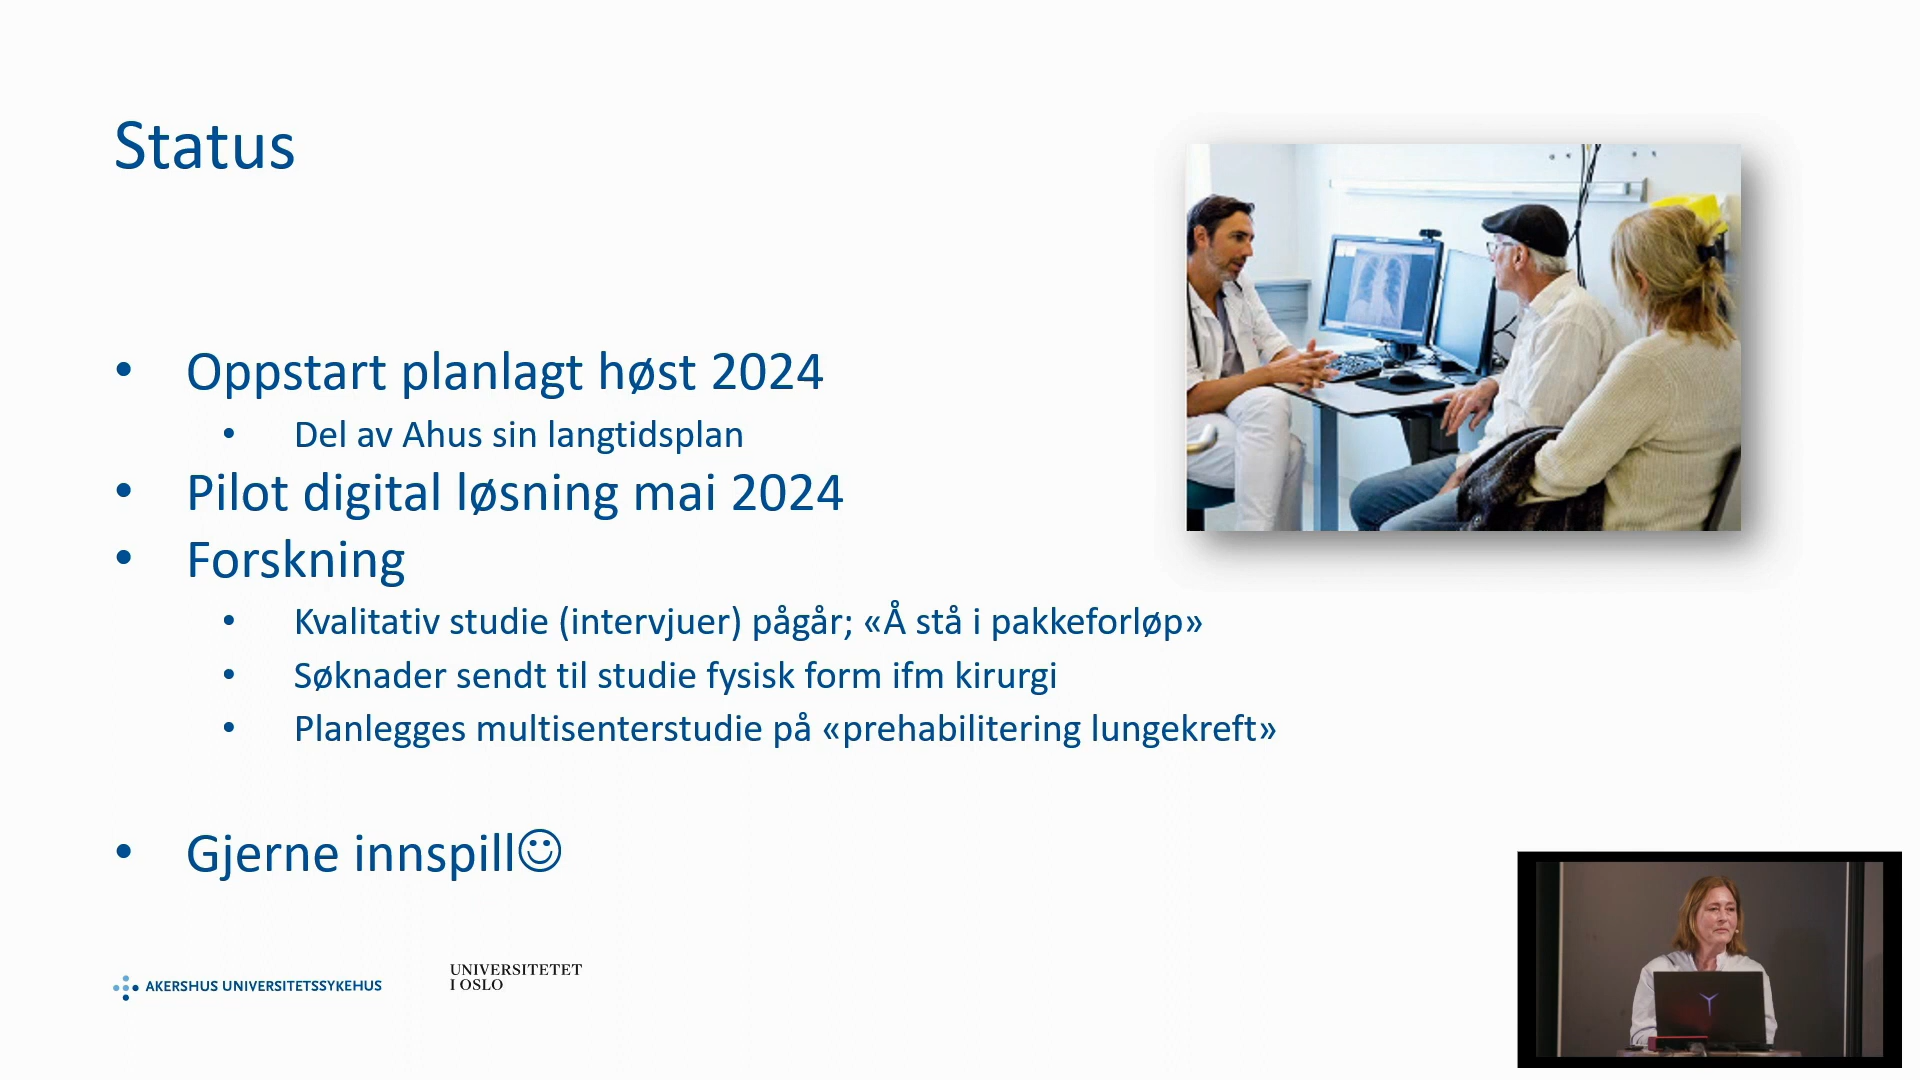 Status
• Oppstart planlagt høst 2024
• Del av Ahus sin langtidsplan
• Pilot digital løsning mai 2024
• Forskning
• Kvalitativ studie (intervjuer) pågår; «Å stå i pakkeforløp»
• Søknader sendt til studie fysisk form ifm kirurgi
• Planlegges multisenterstudie på «prehabilitering lungekreft»
• Gjerne innspill☺
AKERSHUS UNIVERSITETSSYKEHUS
UNIVERSITETET
I OSLO